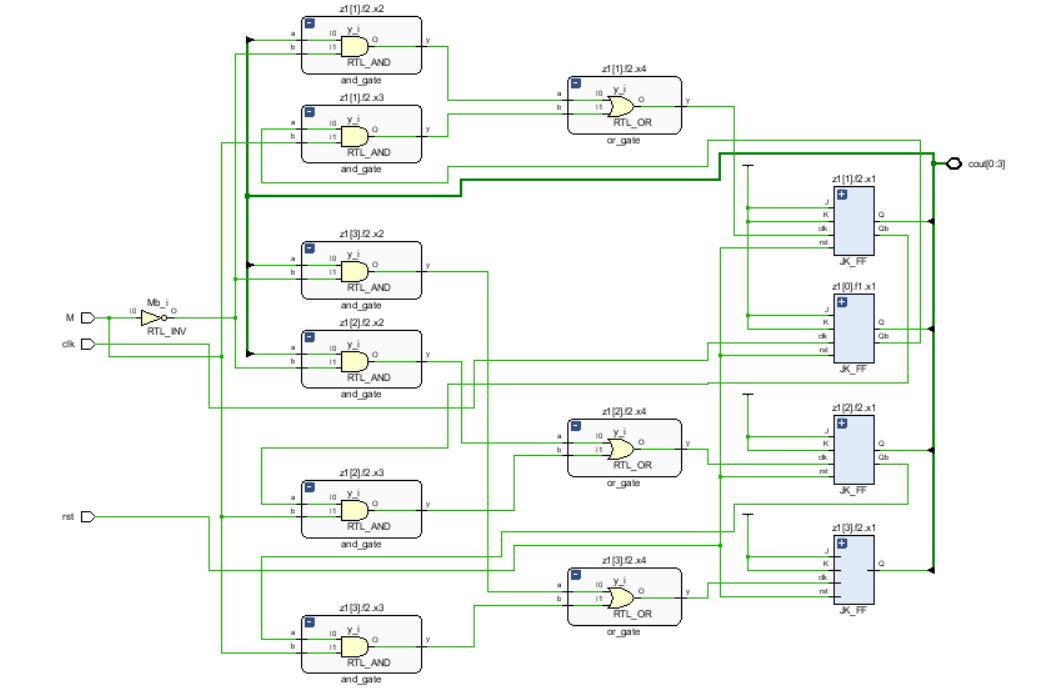 z1[1].f2.x2
a
b
I0
I1
y_i
O
y
RTL_AND
and_gate
z1[1].f2.x3
a
b
I0
I1
y_i
O
y
RTL_AND
and_gate
z1[1].f2.x4
a
b
I0
I1
y_i
O
y
RTL_OR
or_gate
cout[0:3]
z1[1].f2.x1
J
K
clk
rst
Q
Qb
JK_FF
z1[3].f2.x2
a
b
I0
I1
y_i
O
y
RTL_AND
and_gate
z1[0].f1.x1
J
K
clk
rst
Q
Qb
JK_FF
M
I0
Mb_i
O
RTL_INV
clk
z1[2].f2.x2
a
b
I0
I1
y_i
O
y
RTL_AND
and_gate
z1[2].f2.x4
a
b
I0
I1
y_i
O
y
RTL_OR
or_gate
z1[2].f2.x1
J
K
clk
rst
Q
Qb
JK_FF
z1[2].f2.x3
a
b
I0
I1
y_i
O
y
RTL_AND
and_gate
rst
z1[3].f2.x1
J
K
clk
rst
Q
JK_FF
z1[3].f2.x4
a
b
I0
I1
y_i
O
y
RTL_OR
or_gate
z1[3].f2.x3
a
b
I0
I1
y_i
O
y
RTL_AND
and_gate